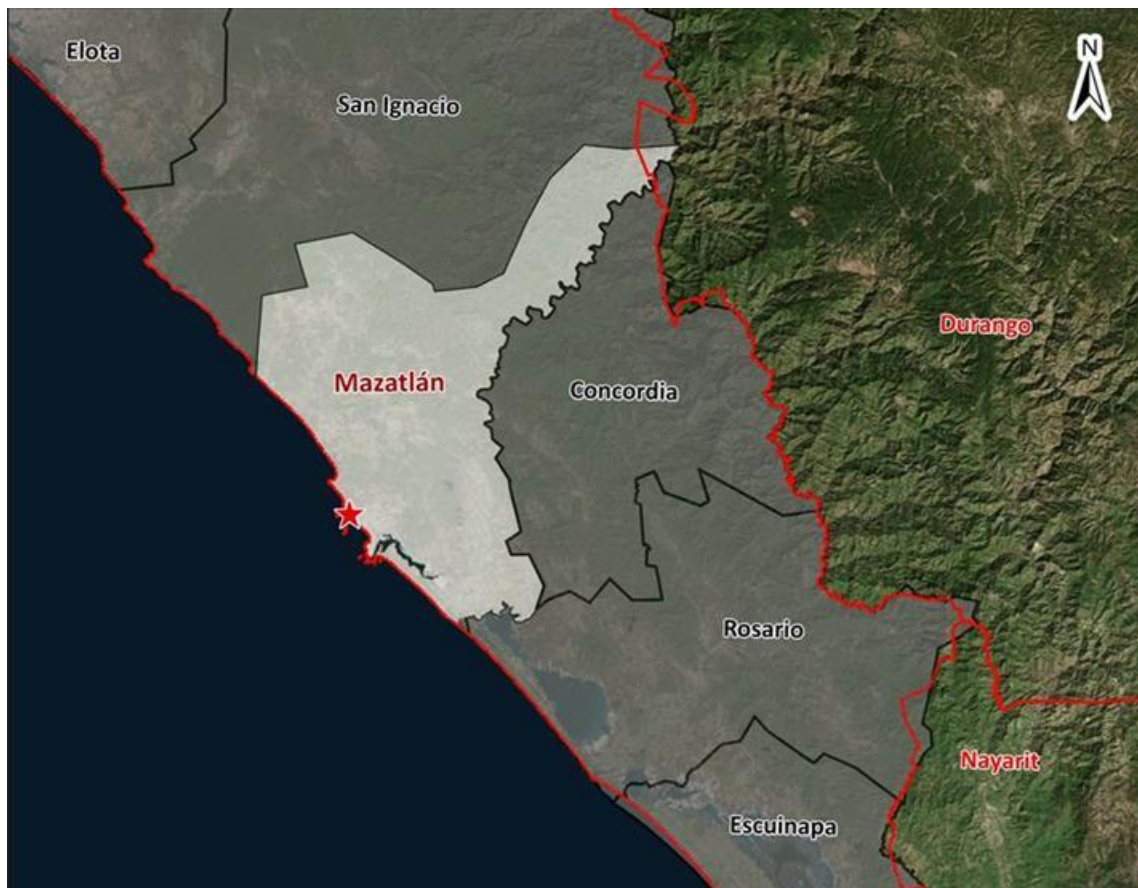 N
Elota
San Ignacio
Durango
Mazatlán
Concordia
Rosario
Nayarit
Escuinapa